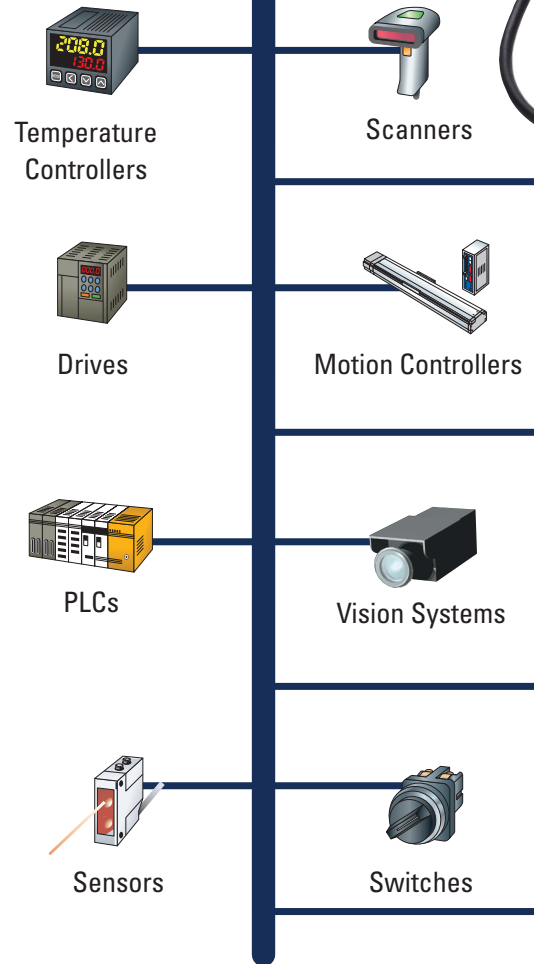 208.0
130.0
Temperature
Controllers
Scanners
Drives
Motion Controllers
PLCs
Vision Systems
Sensors
Switches